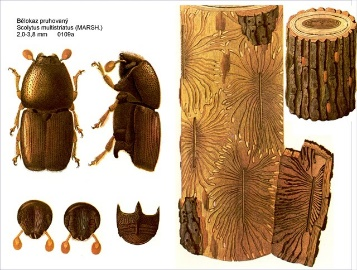 Bělokaz pruhovaný
Scolytus multistriatus (MARSH.)
2,0-3,8 mm 0109a